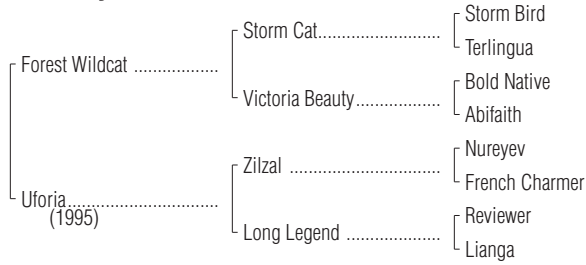 Storm Bird
Storm Cat....................
Terlingua
Forest Wildcat ..................
Bold Native
Victoria Beauty..............
Abifaith
Nureyev
Zilzal .........................
French Charmer
Uforia................................
(1995)
Reviewer
Long Legend ................
Lianga